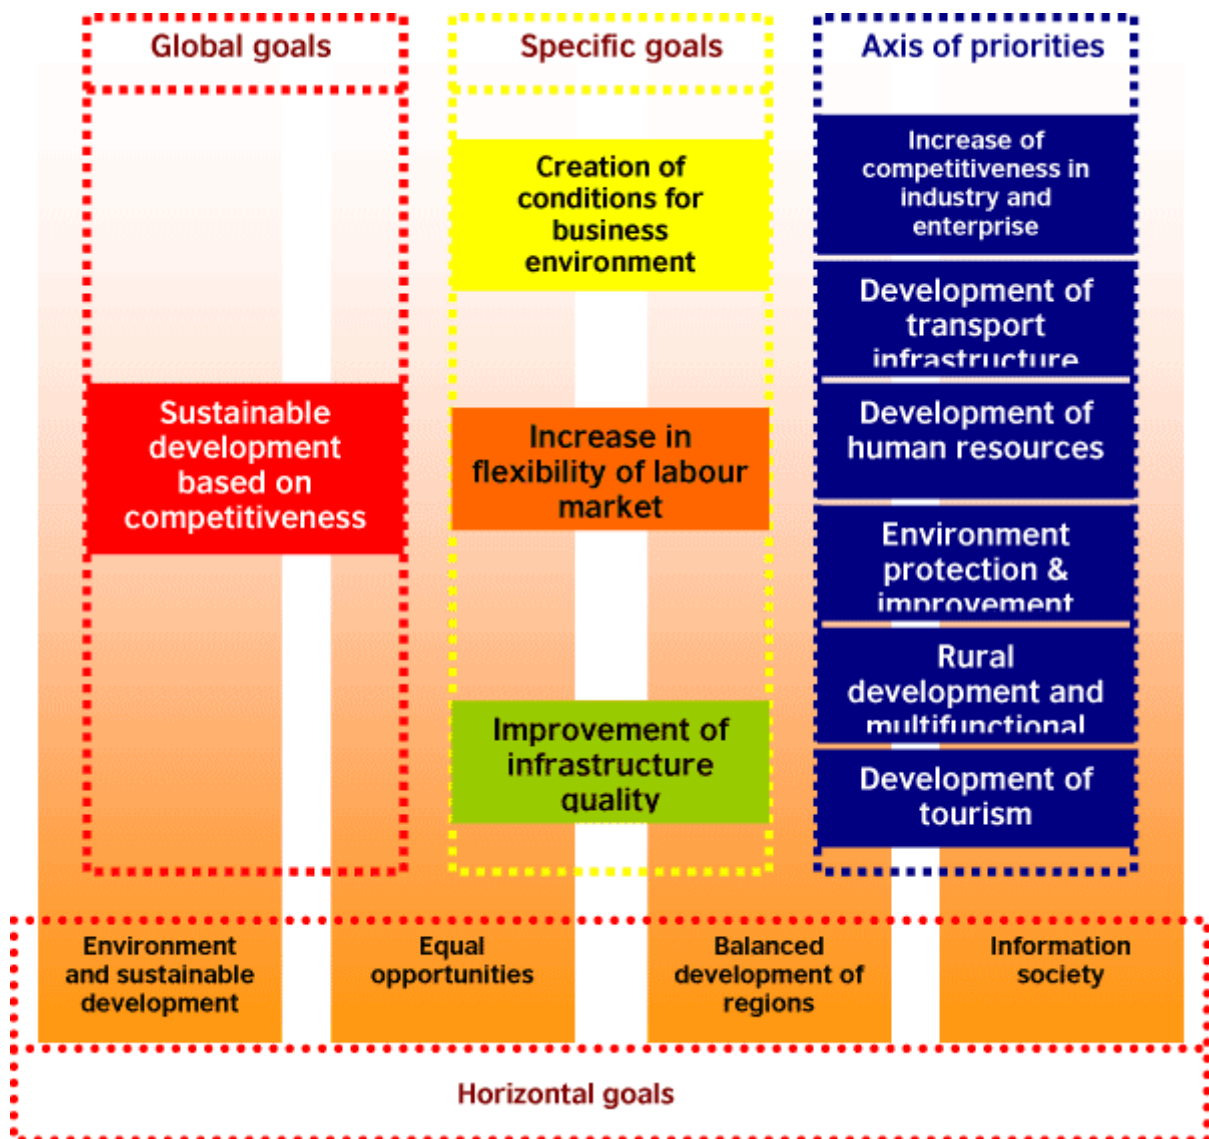 Global goals
Specific goals
Axis of priorities
Sustainable
development
based on
competitiveness
Creation of
conditions for
business
environment
Increase in
flexibility of labour
market
Improvement of
infrastructure
quality
Increase of
competitiveness in
industry and
enterprise
Development of
transport
infrastructure
Development of
human resources
Environment
protection &
improvement
Rural
development and
multifunctional
Development of
tourism
Environment
and sustainable
development
Equal
opportunities
Balanced
development of
regions
Information
society
Horizontal goals